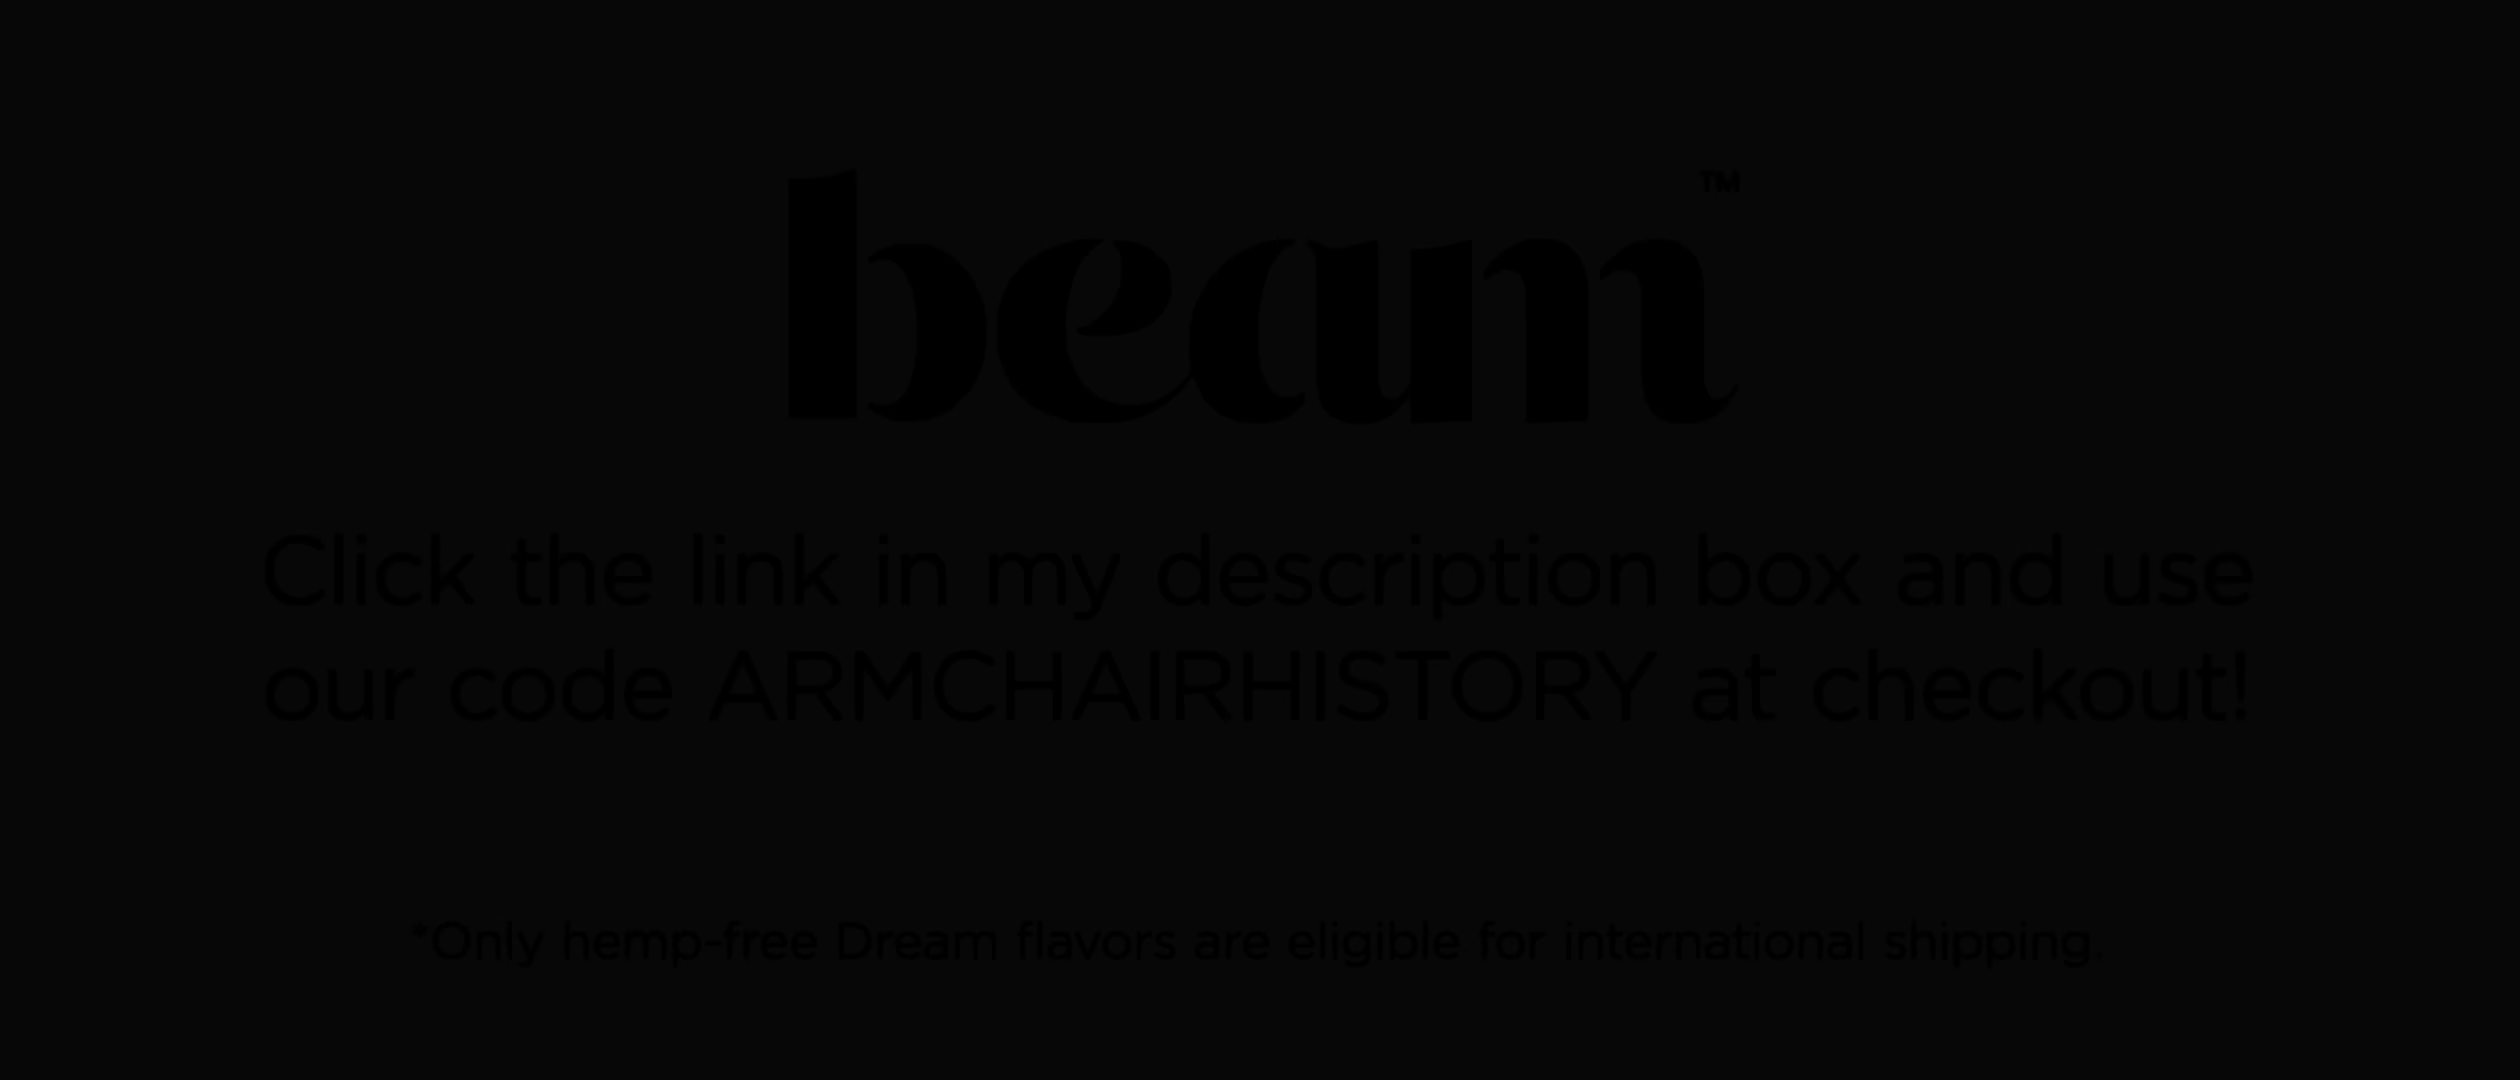 beam™
Click the link in my description box and use
our code ARMCHAIRHISTORY at checkout!
*Only hemp-free Dream flavors are eligible for international shipping.